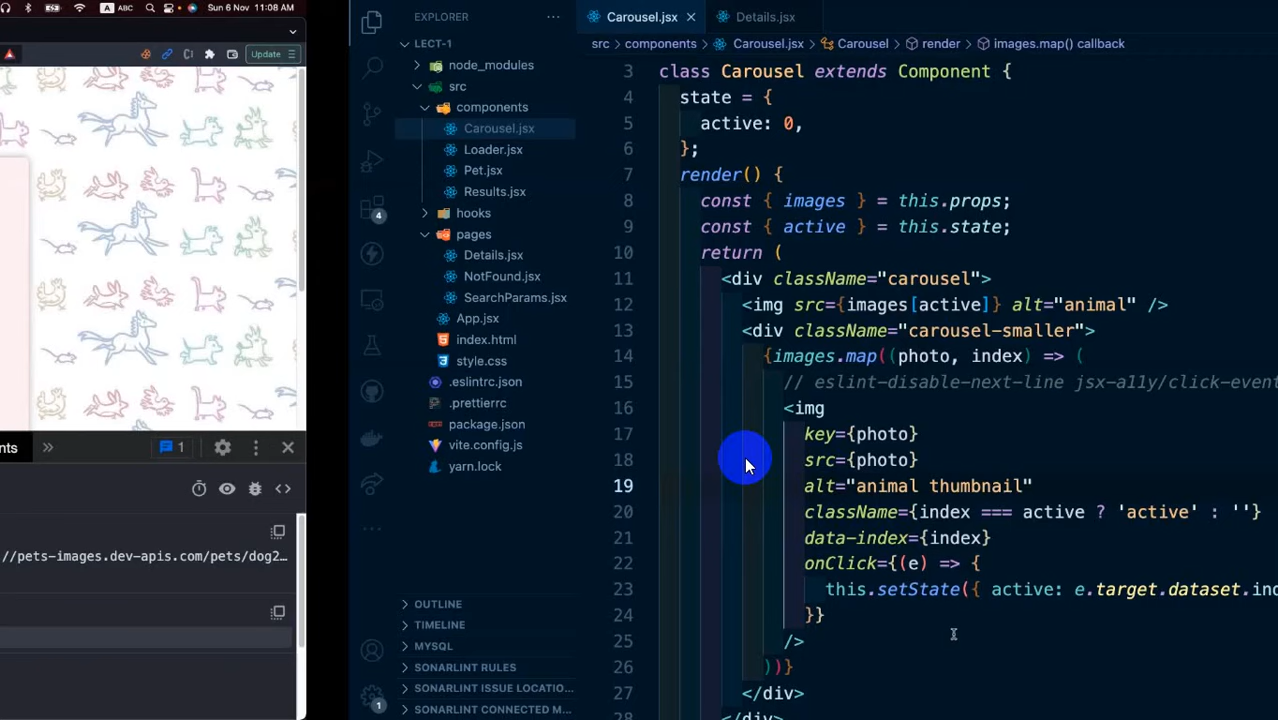 ABC
Sun 6 Nov 11:08 AM
Update
nts
1
//pets-images.dev-apis.com/pets/dog2…
EXPLORER
LECT-1
node_modules
src
components
Carousel.jsx
Loader.jsx
Pet.jsx
Results.jsx
hooks
pages
Details.jsx
NotFound.jsx
SearchParams.jsx
App.jsx
index.html
style.css
.eslintrc.json
.prettierrc
package.json
vite.config.js
yarn.lock
OUTLINE
TIMELINE
MYSQL
SONARLINT RULES
SONARLINT ISSUE LOCATIO…
SONARLINT CONNECTED M…
4
1
Carousel.jsx
Details.jsx
src > components > Carousel.jsx > Carousel > render > images.map() callback
3 class Carousel extends Component {
4 state = {
5 active: 0,
6 };
7 render() {
8 const { images } = this.props;
9 const { active } = this.state;
10 return (
11 <div className="carousel">
12 <img src={images[active]} alt="animal" />
13 <div className="carousel-smaller">
14 {images.map((photo, index) => (
15 // eslint-disable-next-line jsx-a11y/click-event
16 <img
17 key={photo}
18 src={photo}
19 alt="animal thumbnail"
20 className={index === active ? 'active' : ''}
21 data-index={index}
22 onClick={(e) => {
23 this.setState({ active: e.target.dataset.ind
24 }}
25 />
26 ))}
27 </div>
28 </div>